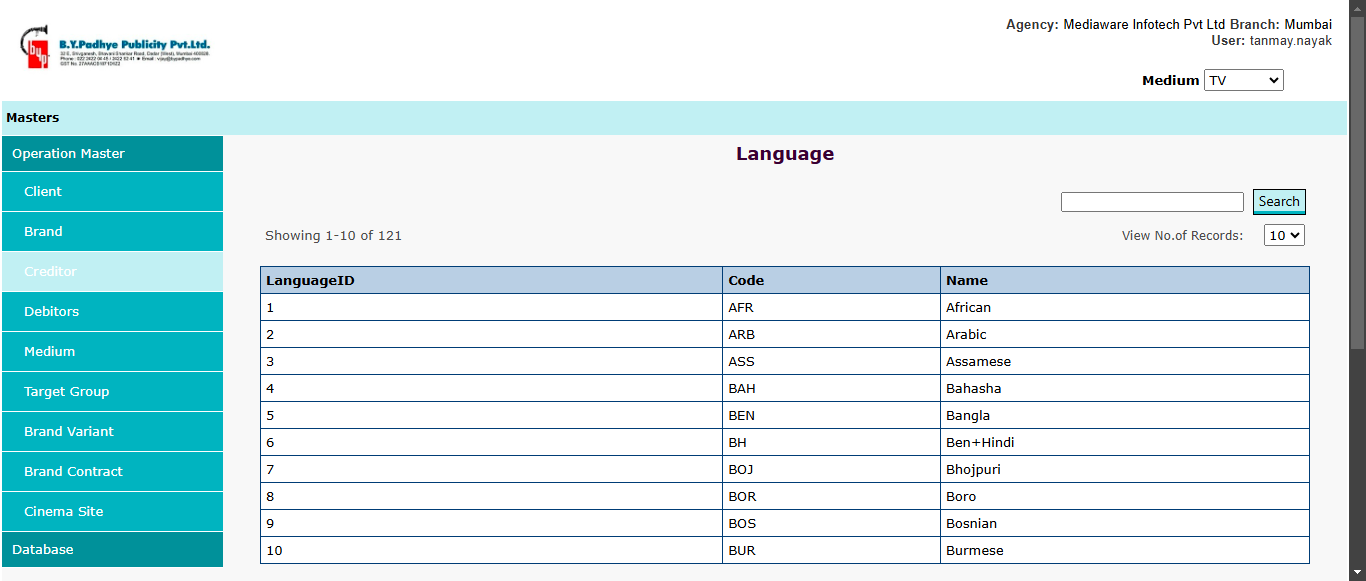 Agency: Mediaware Infotech Pvt Ltd Branch: Mumbai
User: tanmay.nayak
B.Y.Padhye Publicity Pvt.Ltd.
Medium TV
Masters
Operation Master
Client
Brand
Creditor
Debitors
Medium
Target Group
Brand Variant
Brand Contract
Cinema Site
Database
Language
Search
Showing 1-10 of 121
View No.of Records: 10
LanguageID Code Name
1 AFR African
2 ARB Arabic
3 ASS Assamese
4 BAH Bahasha
5 BEN Bangla
6 BH Ben+Hindi
7 BOJ Bhojpuri
8 BOR Boro
9 BOS Bosnian
10 BUR Burmese